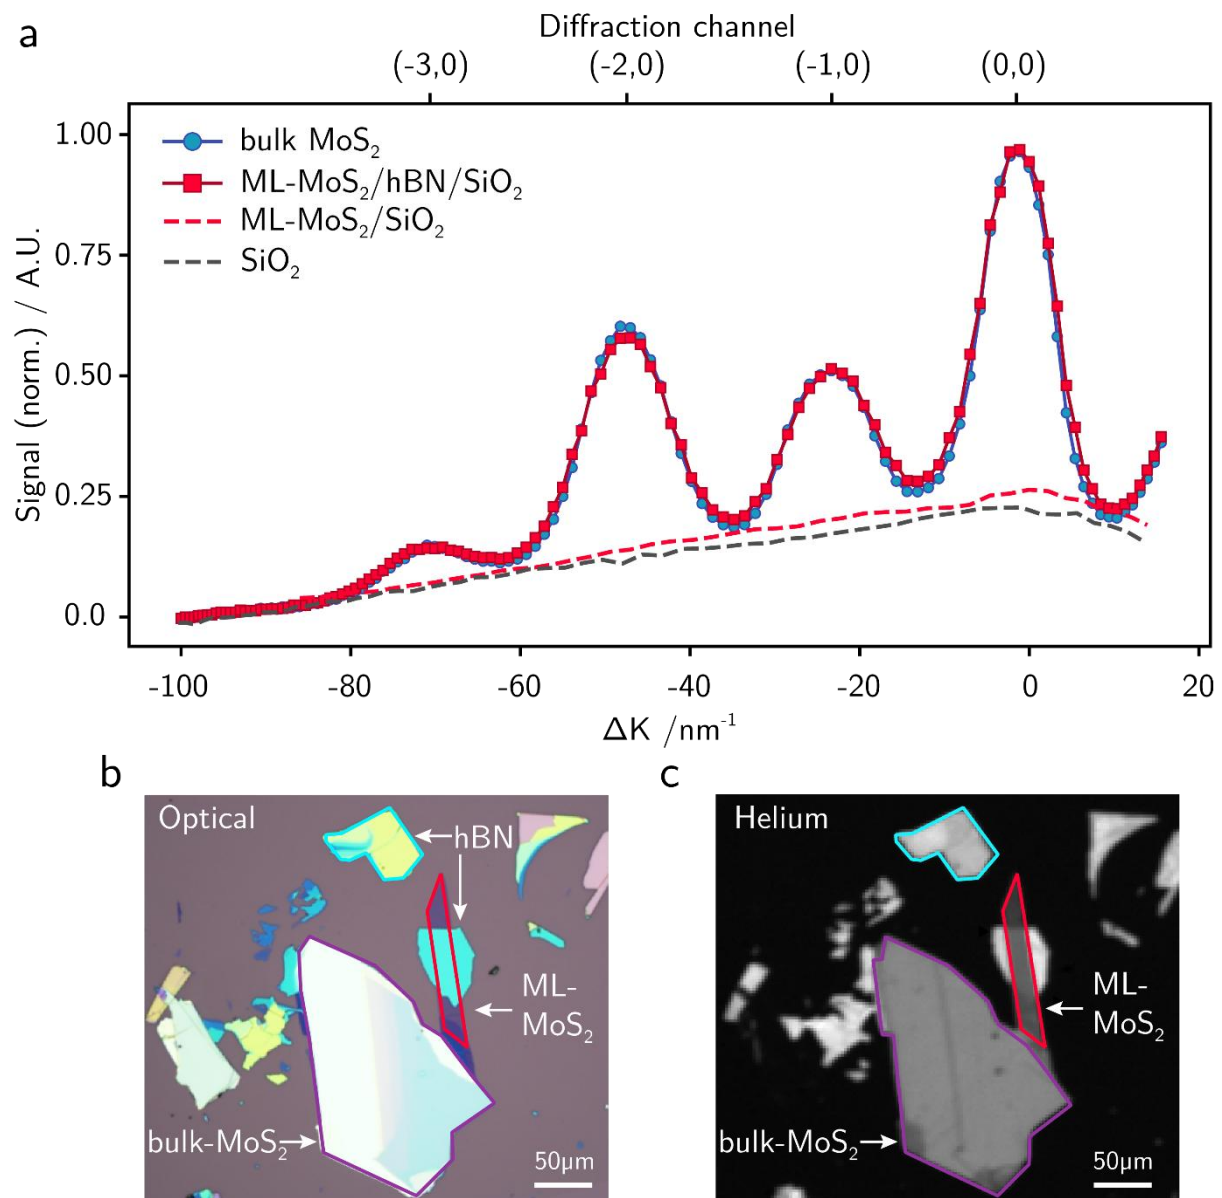 a
Diffraction channel
(-3,0) (-2,0) (-1,0) (0,0)
bulk MoS₂
ML-MoS₂/hBN/SiO₂
ML-MoS₂/SiO₂
SiO₂
Signal (norm.) / A.U.
1.00
0.75
0.50
0.25
0.0
-100 -80 -60 -40 -20 0 20
ΔK /nm⁻¹
b
Optical
hBN
ML-
MoS₂
bulk-MoS₂
50μm
c
Helium
ML-
MoS₂
bulk-MoS₂
50μm